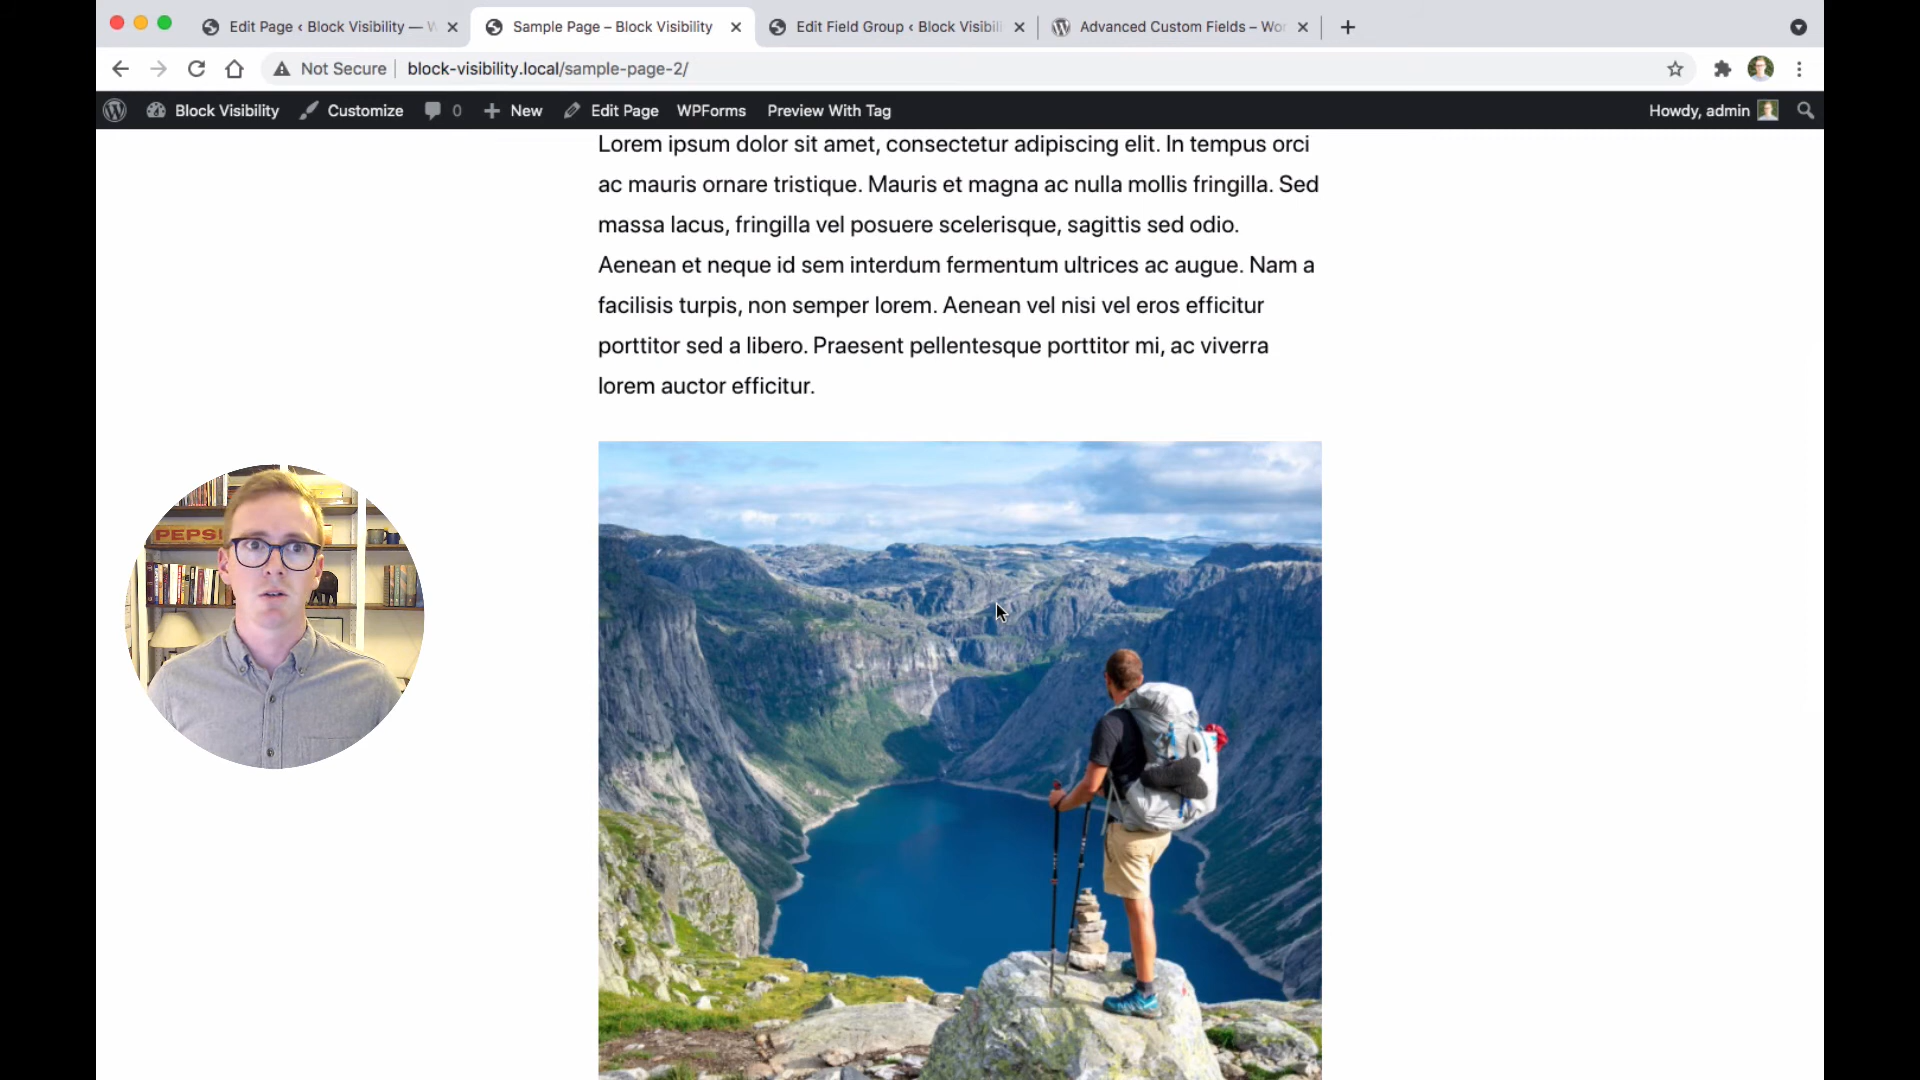 Edit Page ‹ Block Visibility — W
Sample Page – Block Visibility
Edit Field Group ‹ Block Visibili
Advanced Custom Fields – Wor
Not Secure
block-visibility.local/sample-page-2/
Block Visibility
Customize
0
New
Edit Page
WPForms
Preview With Tag
Howdy, admin
Lorem ipsum dolor sit amet, consectetur adipiscing elit. In tempus orci
ac mauris ornare tristique. Mauris et magna ac nulla mollis fringilla. Sed
massa lacus, fringilla vel posuere scelerisque, sagittis sed odio.
Aenean et neque id sem interdum fermentum ultrices ac augue. Nam a
facilisis turpis, non semper lorem. Aenean vel nisi vel eros efficitur
porttitor sed a libero. Praesent pellentesque porttitor mi, ac viverra
lorem auctor efficitur.
PEPSI